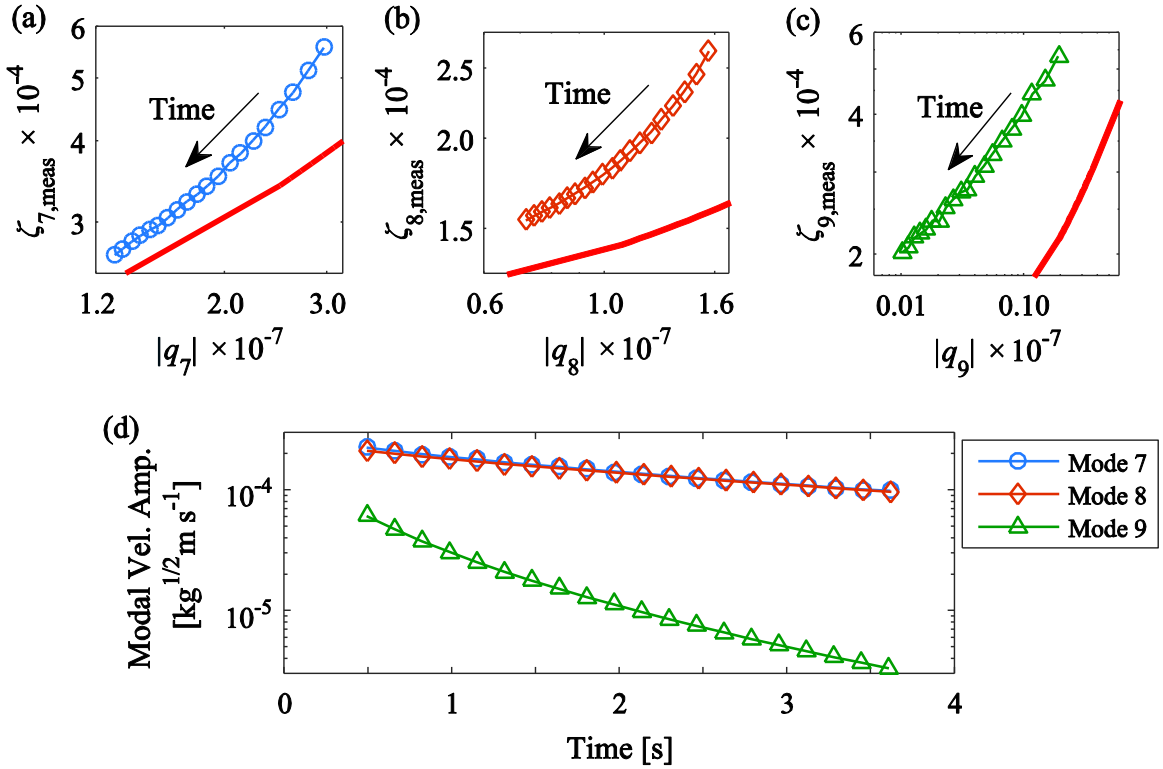 (a)
6
5
4
3
1.2
2.0
3.0
Time
ζ7,meas × 10-4
|q7| × 10-7
(b)
2.5
2.0
1.5
0.6
1.0
1.6
Time
ζ8,meas × 10-4
|q8| × 10-7
(c)
6
4
2
0.01
0.10
Time
ζ9,meas × 10-4
|q9| × 10-7
(d)
Modal Vel. Amp.
[kg1/2m s-1]
10-4
10-5
0
1
2
3
4
Time [s]
Mode 7
Mode 8
Mode 9